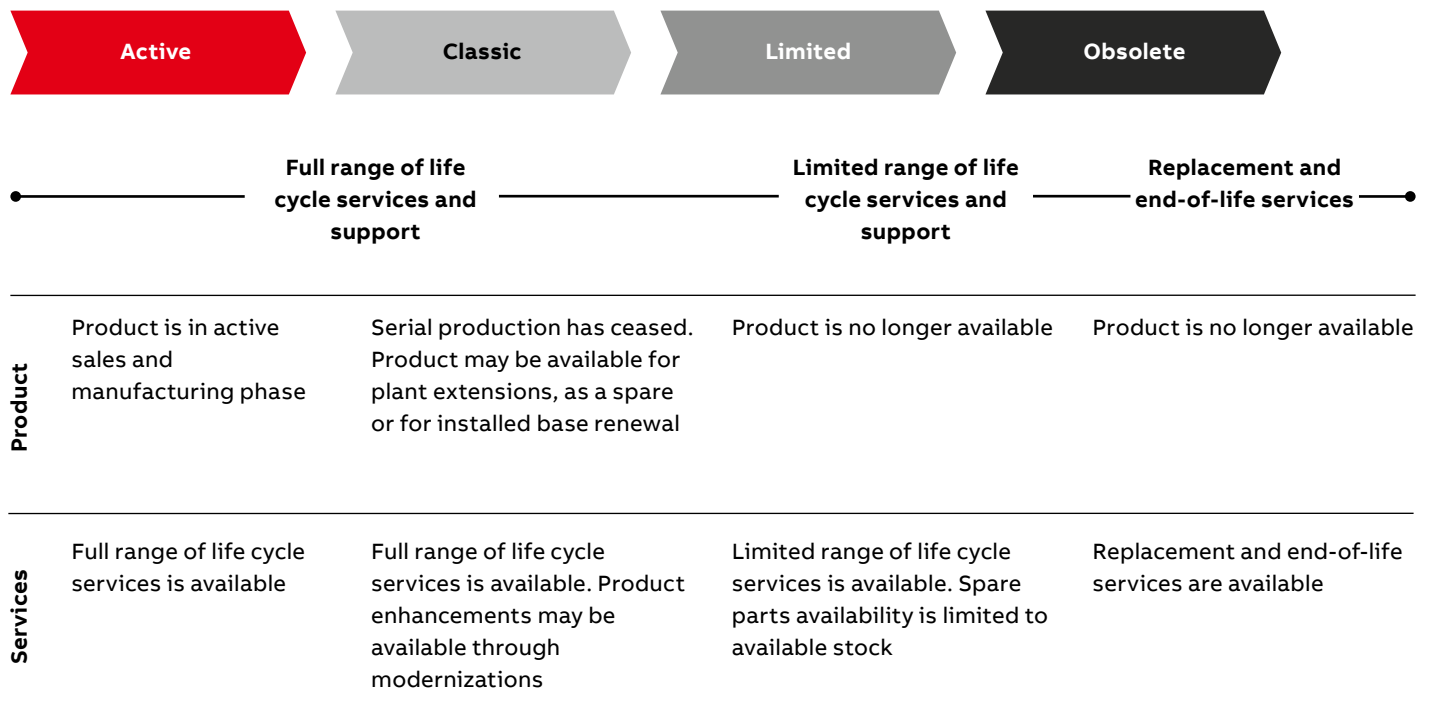 Active
Classic
Limited
Obsolete
Full range of life
cycle services and
support
Limited range of life
cycle services and
support
Replacement and
end-of-life services
Product
Product is in active
sales and
manufacturing phase
Serial production has ceased.
Product may be available for
plant extensions, as a spare
or for installed base renewal
Product is no longer available
Product is no longer available
Services
Full range of life cycle
services is available
Full range of life cycle
services is available. Product
enhancements may be
available through
modernizations
Limited range of life cycle
services is available. Spare
parts availability is limited to
available stock
Replacement and end-of-life
services are available